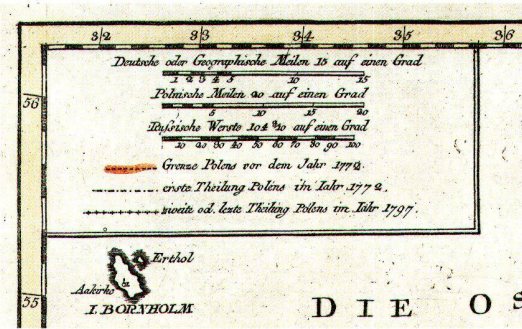 32 33 34 35 36
Deutsche oder Geographische Meilen 15 auf einen Grad
1 2 3 4 5 10 15
56
Polnische Meilen 20 auf einen Grad
5 10 15 20
Russische Werste 104 3/10 auf einen Grad
10 20 30 40 50 60 70 80 90 100
Grenze Polens vor dem Jahr 1772.
erste Theilung Polens im Jahr 1772.
zweite od. lezte Theilung Polens im Jahr 1797.
Erthol
Aakirke
55
I. BORNHOLM
DIE OS